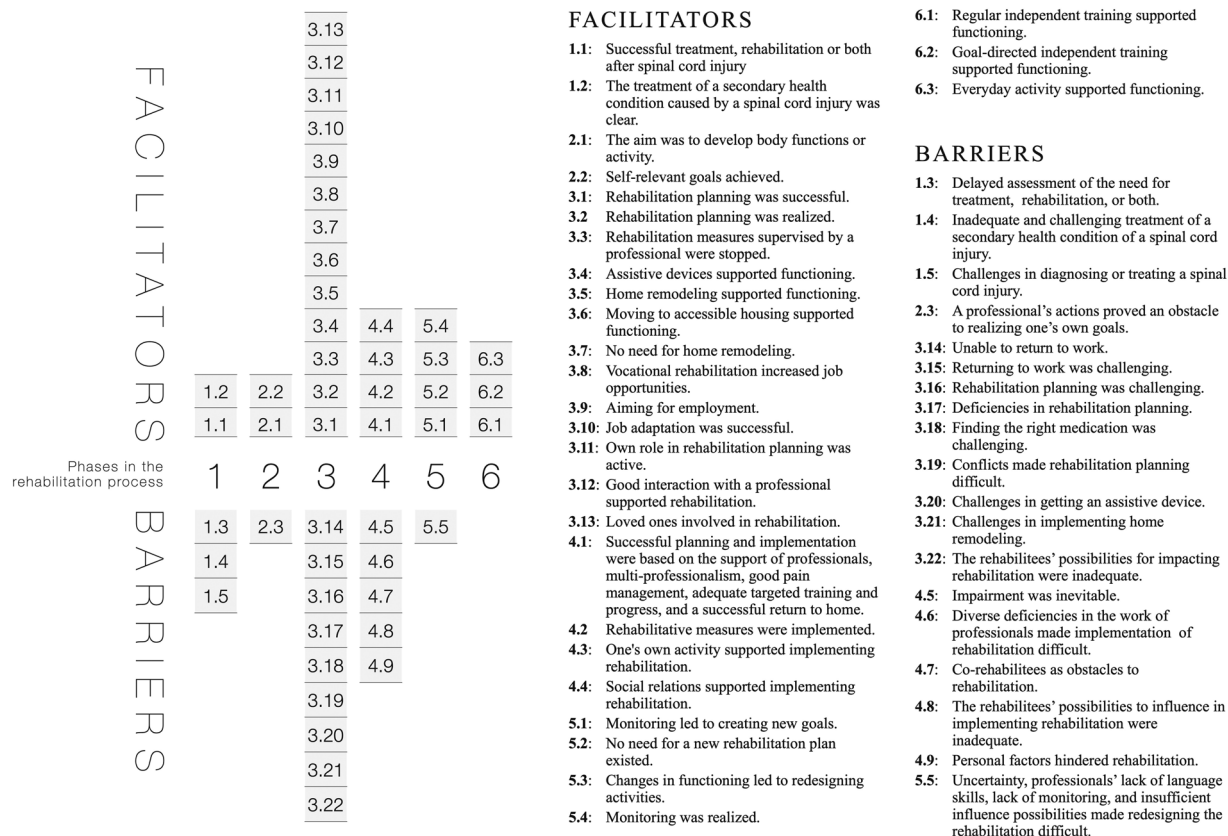 FACILITATORS
3.13
3.12
3.11
3.10
3.9
3.8
3.7
3.6
3.5
3.4 4.4 5.4
3.3 4.3 5.3 6.3
1.2 2.2 3.2 4.2 5.2 6.2
1.1 2.1 3.1 4.1 5.1 6.1
Phases in the
rehabilitation process
1 2 3 4 5 6
BARRIERS
1.3 2.3 3.14 4.5 5.5
1.4 3.15 4.6
1.5 3.16 4.7
3.17 4.8
3.18 4.9
3.19
3.20
3.21
3.22
FACILITATORS
1.1: Successful treatment, rehabilitation or both
after spinal cord injury
1.2: The treatment of a secondary health
condition caused by a spinal cord injury was
clear.
2.1: The aim was to develop body functions or
activity.
2.2: Self-relevant goals achieved.
3.1: Rehabilitation planning was successful.
3.2 Rehabilitation planning was realized.
3.3: Rehabilitation measures supervised by a
professional were stopped.
3.4: Assistive devices supported functioning.
3.5: Home remodeling supported functioning.
3.6: Moving to accessible housing supported
functioning.
3.7: No need for home remodeling.
3.8: Vocational rehabilitation increased job
opportunities.
3.9: Aiming for employment.
3.10: Job adaptation was successful.
3.11: Own role in rehabilitation planning was
active.
3.12: Good interaction with a professional
supported rehabilitation.
3.13: Loved ones involved in rehabilitation.
4.1: Successful planning and implementation
were based on the support of professionals,
multi-professionalism, good pain
management, adequate targeted training and
progress, and a successful return to home.
4.2 Rehabilitative measures were implemented.
4.3: One's own activity supported implementing
rehabilitation.
4.4: Social relations supported implementing
rehabilitation.
5.1: Monitoring led to creating new goals.
5.2: No need for a new rehabilitation plan
existed.
5.3: Changes in functioning led to redesigning
activities.
5.4: Monitoring was realized.
6.1: Regular independent training supported
functioning.
6.2: Goal-directed independent training
supported functioning.
6.3: Everyday activity supported functioning.
BARRIERS
1.3: Delayed assessment of the need for
treatment, rehabilitation, or both.
1.4: Inadequate and challenging treatment of a
secondary health condition of a spinal cord
injury.
1.5: Challenges in diagnosing or treating a spinal
cord injury.
2.3: A professional’s actions proved an obstacle
to realizing one’s own goals.
3.14: Unable to return to work.
3.15: Returning to work was challenging.
3.16: Rehabilitation planning was challenging.
3.17: Deficiencies in rehabilitation planning.
3.18: Finding the right medication was
challenging.
3.19: Conflicts made rehabilitation planning
difficult.
3.20: Challenges in getting an assistive device.
3.21: Challenges in implementing home
remodeling.
3.22: The rehabilitees’ possibilities for impacting
rehabilitation were inadequate.
4.5: Impairment was inevitable.
4.6: Diverse deficiencies in the work of
professionals made implementation of
rehabilitation difficult.
4.7: Co-rehabilitees as obstacles to
rehabilitation.
4.8: The rehabilitees’ possibilities to influence in
implementing rehabilitation were
inadequate.
4.9: Personal factors hindered rehabilitation.
5.5: Uncertainty, professionals’ lack of language
skills, lack of monitoring, and insufficient
influence possibilities made redesigning the
rehabilitation difficult.